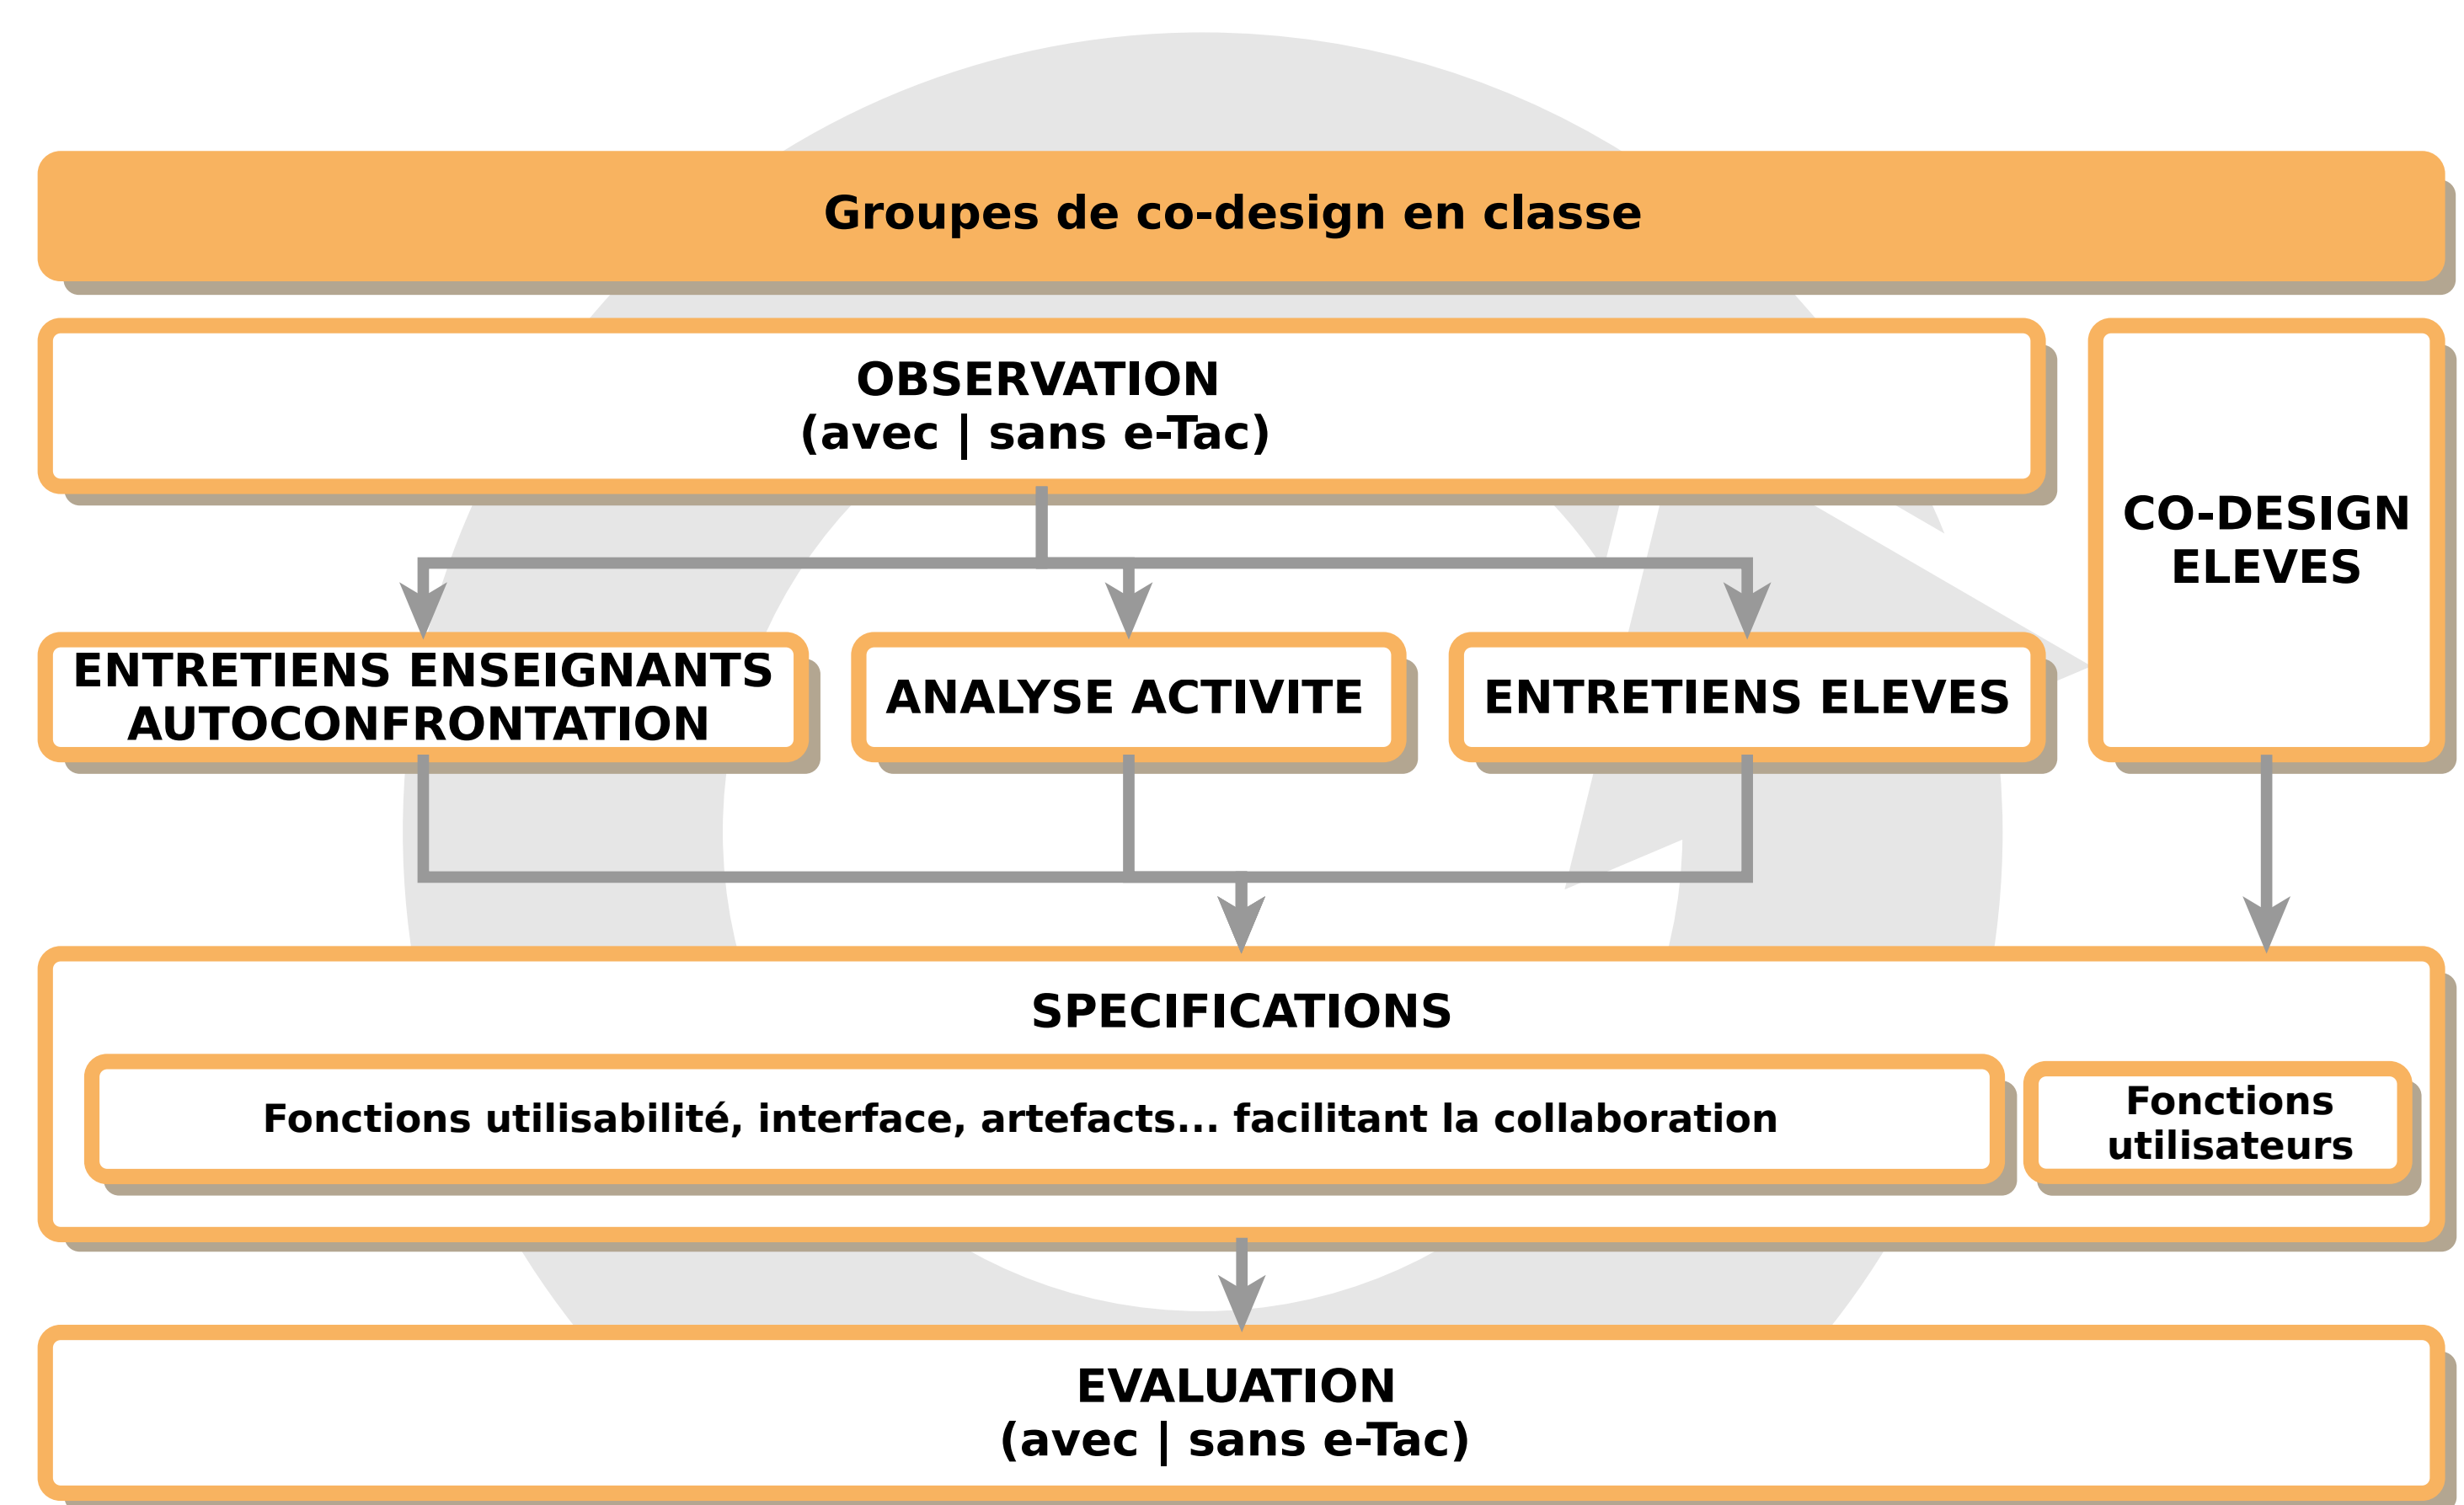 Groupes de co-design en classe
OBSERVATION
(avec | sans e-Tac)
CO-DESIGN
ELEVES
ENTRETIENS ENSEIGNANTS
AUTOCONFRONTATION
ANALYSE ACTIVITE
ENTRETIENS ELEVES
SPECIFICATIONS
Fonctions utilisabilité, interface, artefacts... facilitant la collaboration
Fonctions
utilisateurs
EVALUATION
(avec | sans e-Tac)